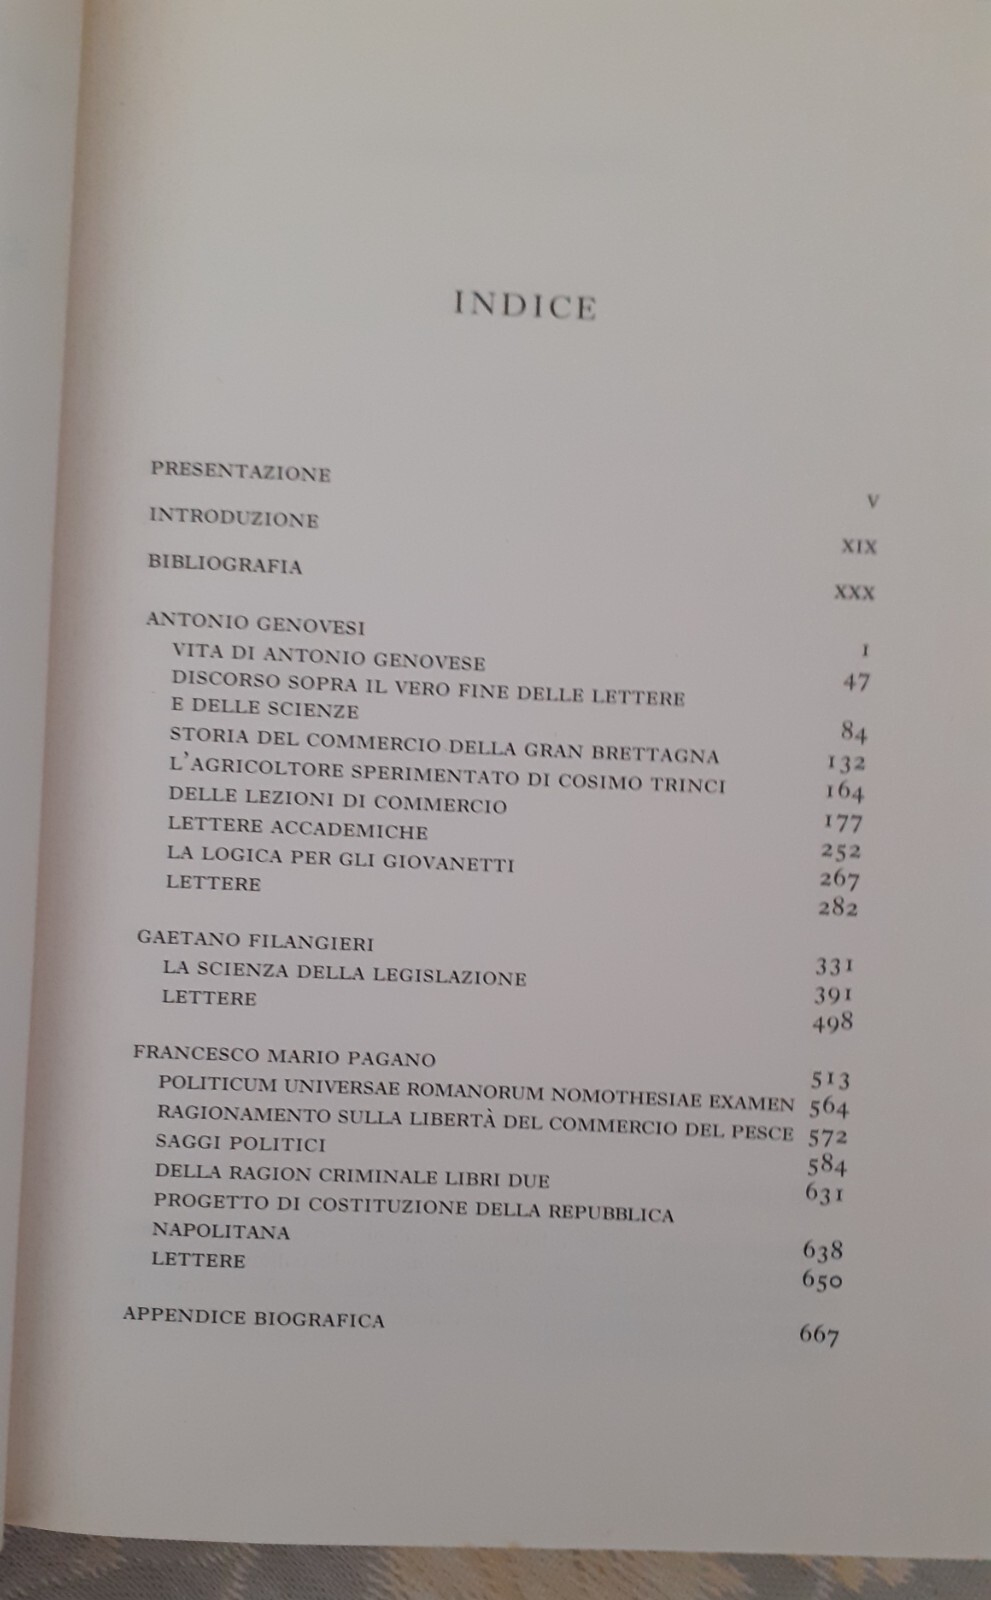 INDICE
PRESENTAZIONE V
INTRODUZIONE XIX
BIBLIOGRAFIA XXX
ANTONIO GENOVESI 1
VITA DI ANTONIO GENOVESE 47
DISCORSO SOPRA IL VERO FINE DELLE LETTERE
E DELLE SCIENZE 84
STORIA DEL COMMERCIO DELLA GRAN BRETTAGNA 132
L'AGRICOLTORE SPERIMENTATO DI COSIMO TRINCI 164
DELLE LEZIONI DI COMMERCIO 177
LETTERE ACCADEMICHE 252
LA LOGICA PER GLI GIOVANETTI 267
LETTERE 282
GAETANO FILANGIERI 331
LA SCIENZA DELLA LEGISLAZIONE 391
LETTERE 498
FRANCESCO MARIO PAGANO 513
POLITICUM UNIVERSAE ROMANORUM NOMOTHESIAE EXAMEN 564
RAGIONAMENTO SULLA LIBERTÀ DEL COMMERCIO DEL PESCE 572
SAGGI POLITICI 584
DELLA RAGION CRIMINALE LIBRI DUE 631
PROGETTO DI COSTITUZIONE DELLA REPUBBLICA
NAPOLITANA 638
LETTERE 650
APPENDICE BIOGRAFICA 667